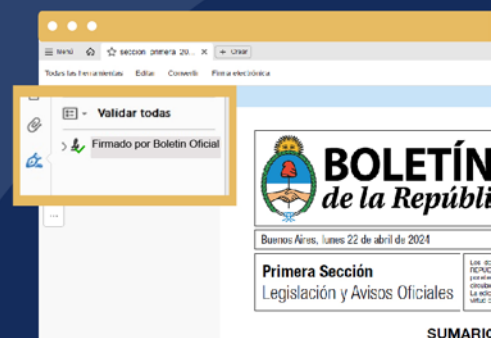 Menú
sección primera 20...
+ Crear
Todas las herramientas Editar Convertir Firma electrónica
Validar todas
Firmado por Boletin Oficial
BOLETÍN
de la Repúbli
Buenos Aires, lunes 22 de abril de 2024
Primera Sección
Legislación y Avisos Oficiales
SUMARIO